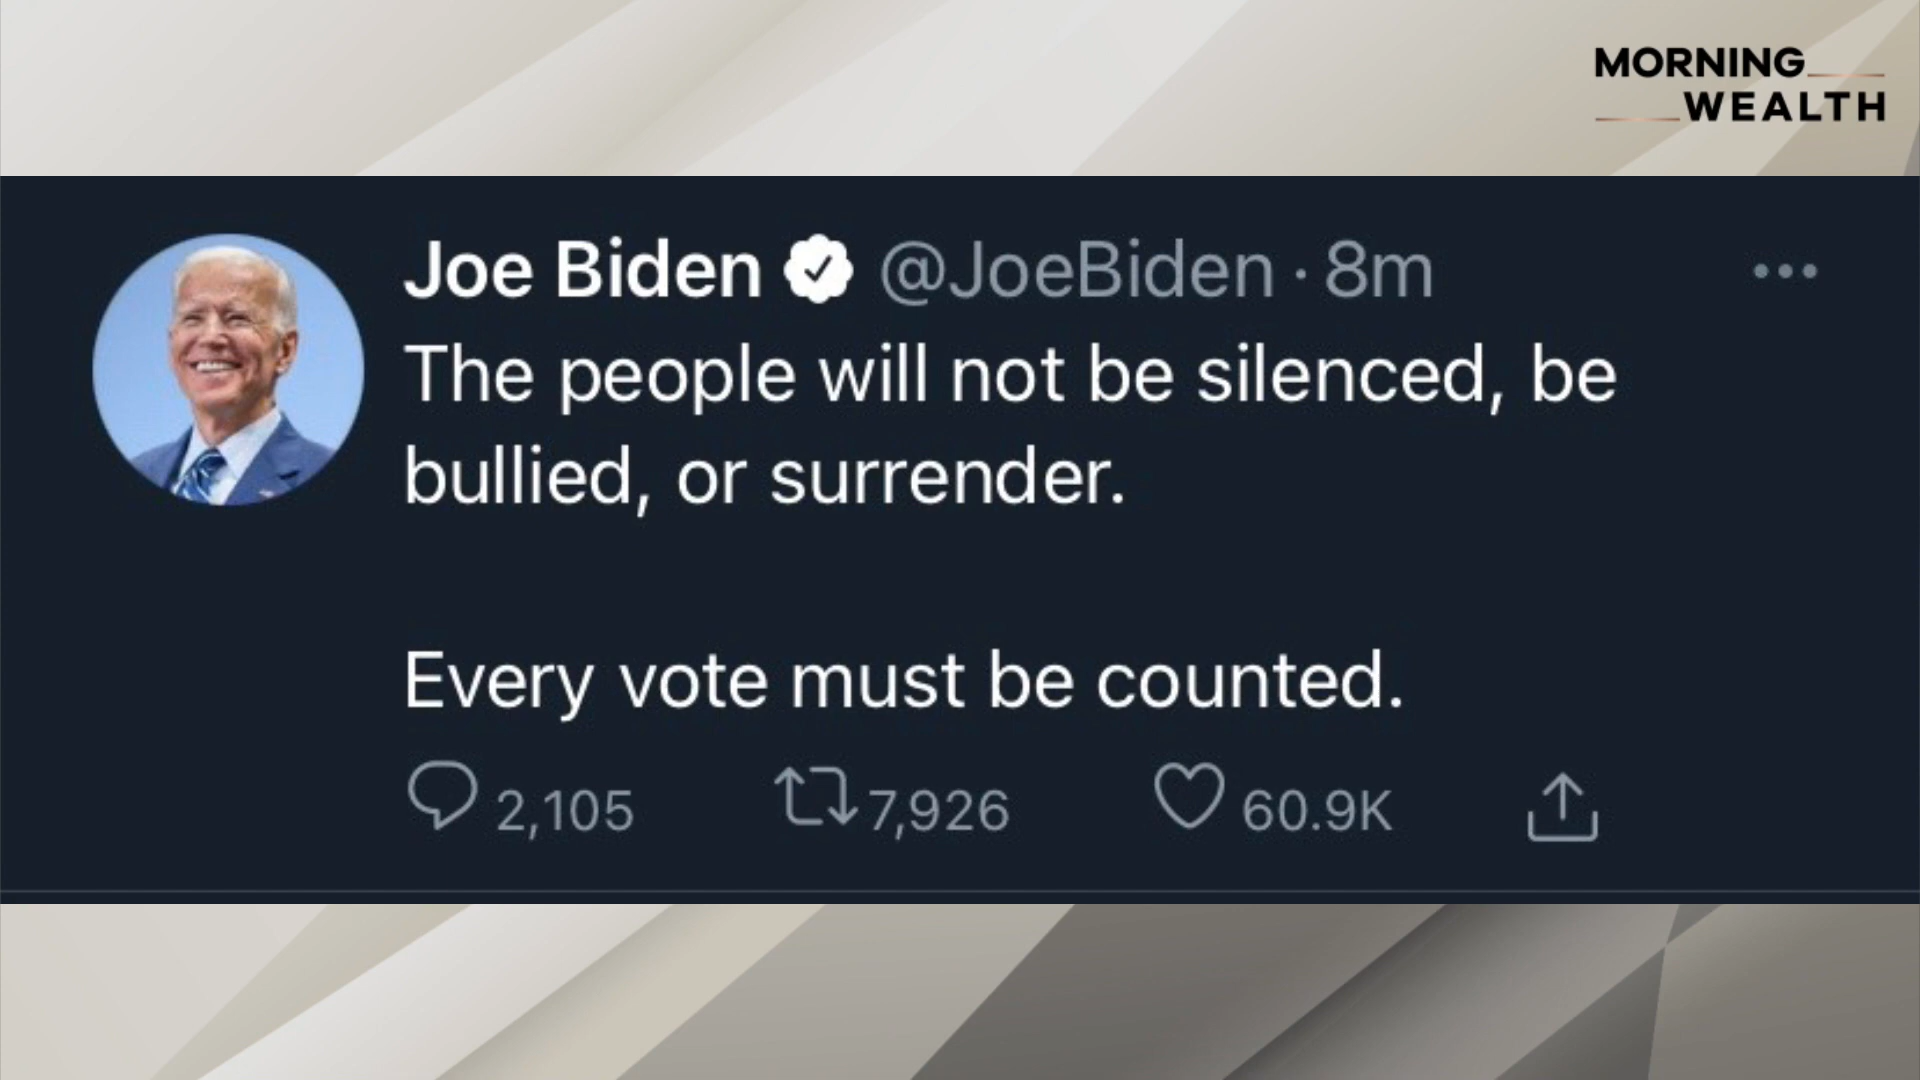 MORNING
WEALTH
Joe Biden @JoeBiden · 8m
The people will not be silenced, be
bullied, or surrender.
Every vote must be counted.
2,105 7,926 60.9K